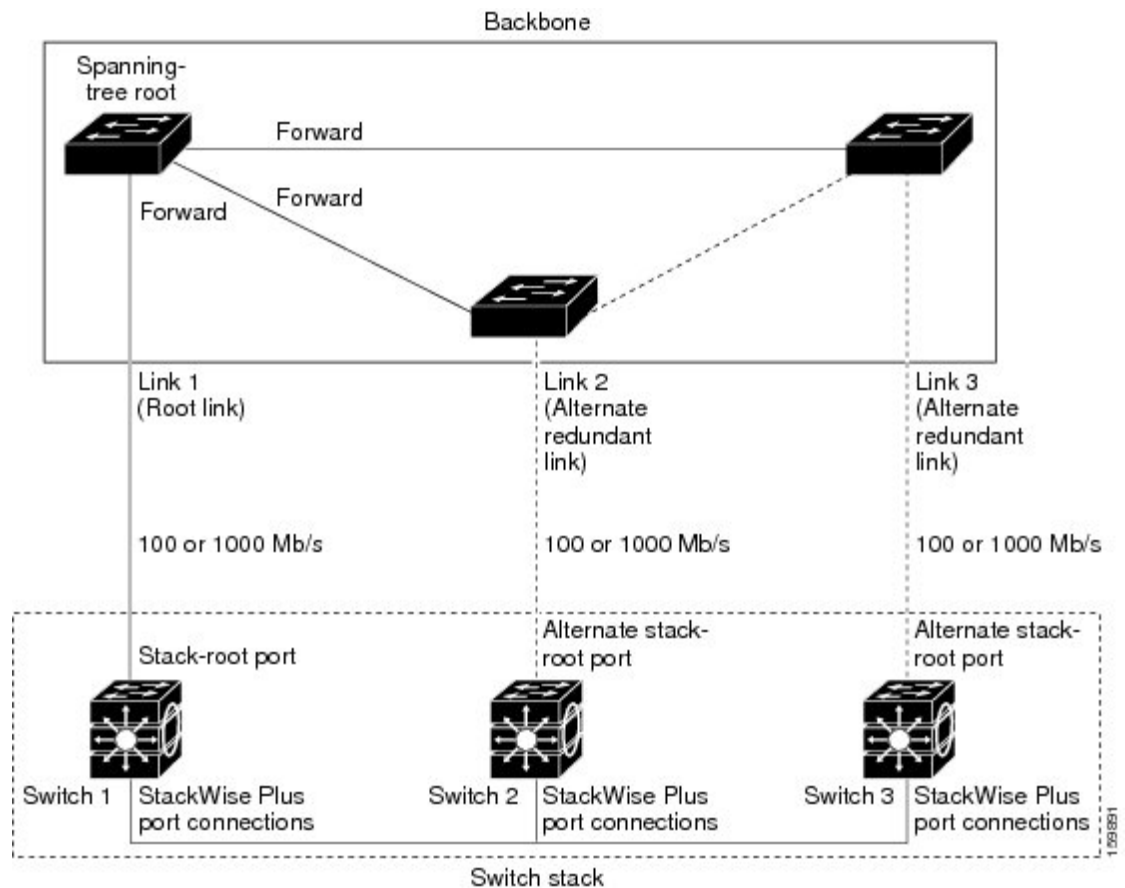 Backbone
Spanning-
tree root
Forward
Forward
Forward
Link 1
(Root link)
Link 2
(Alternate
redundant
link)
Link 3
(Alternate
redundant
link)
100 or 1000 Mb/s
100 or 1000 Mb/s
100 or 1000 Mb/s
Stack-root port
Alternate stack-
root port
Alternate stack-
root port
Switch 1
StackWise Plus
port connections
Switch 2
StackWise Plus
port connections
Switch 3
StackWise Plus
port connections
159891
Switch stack